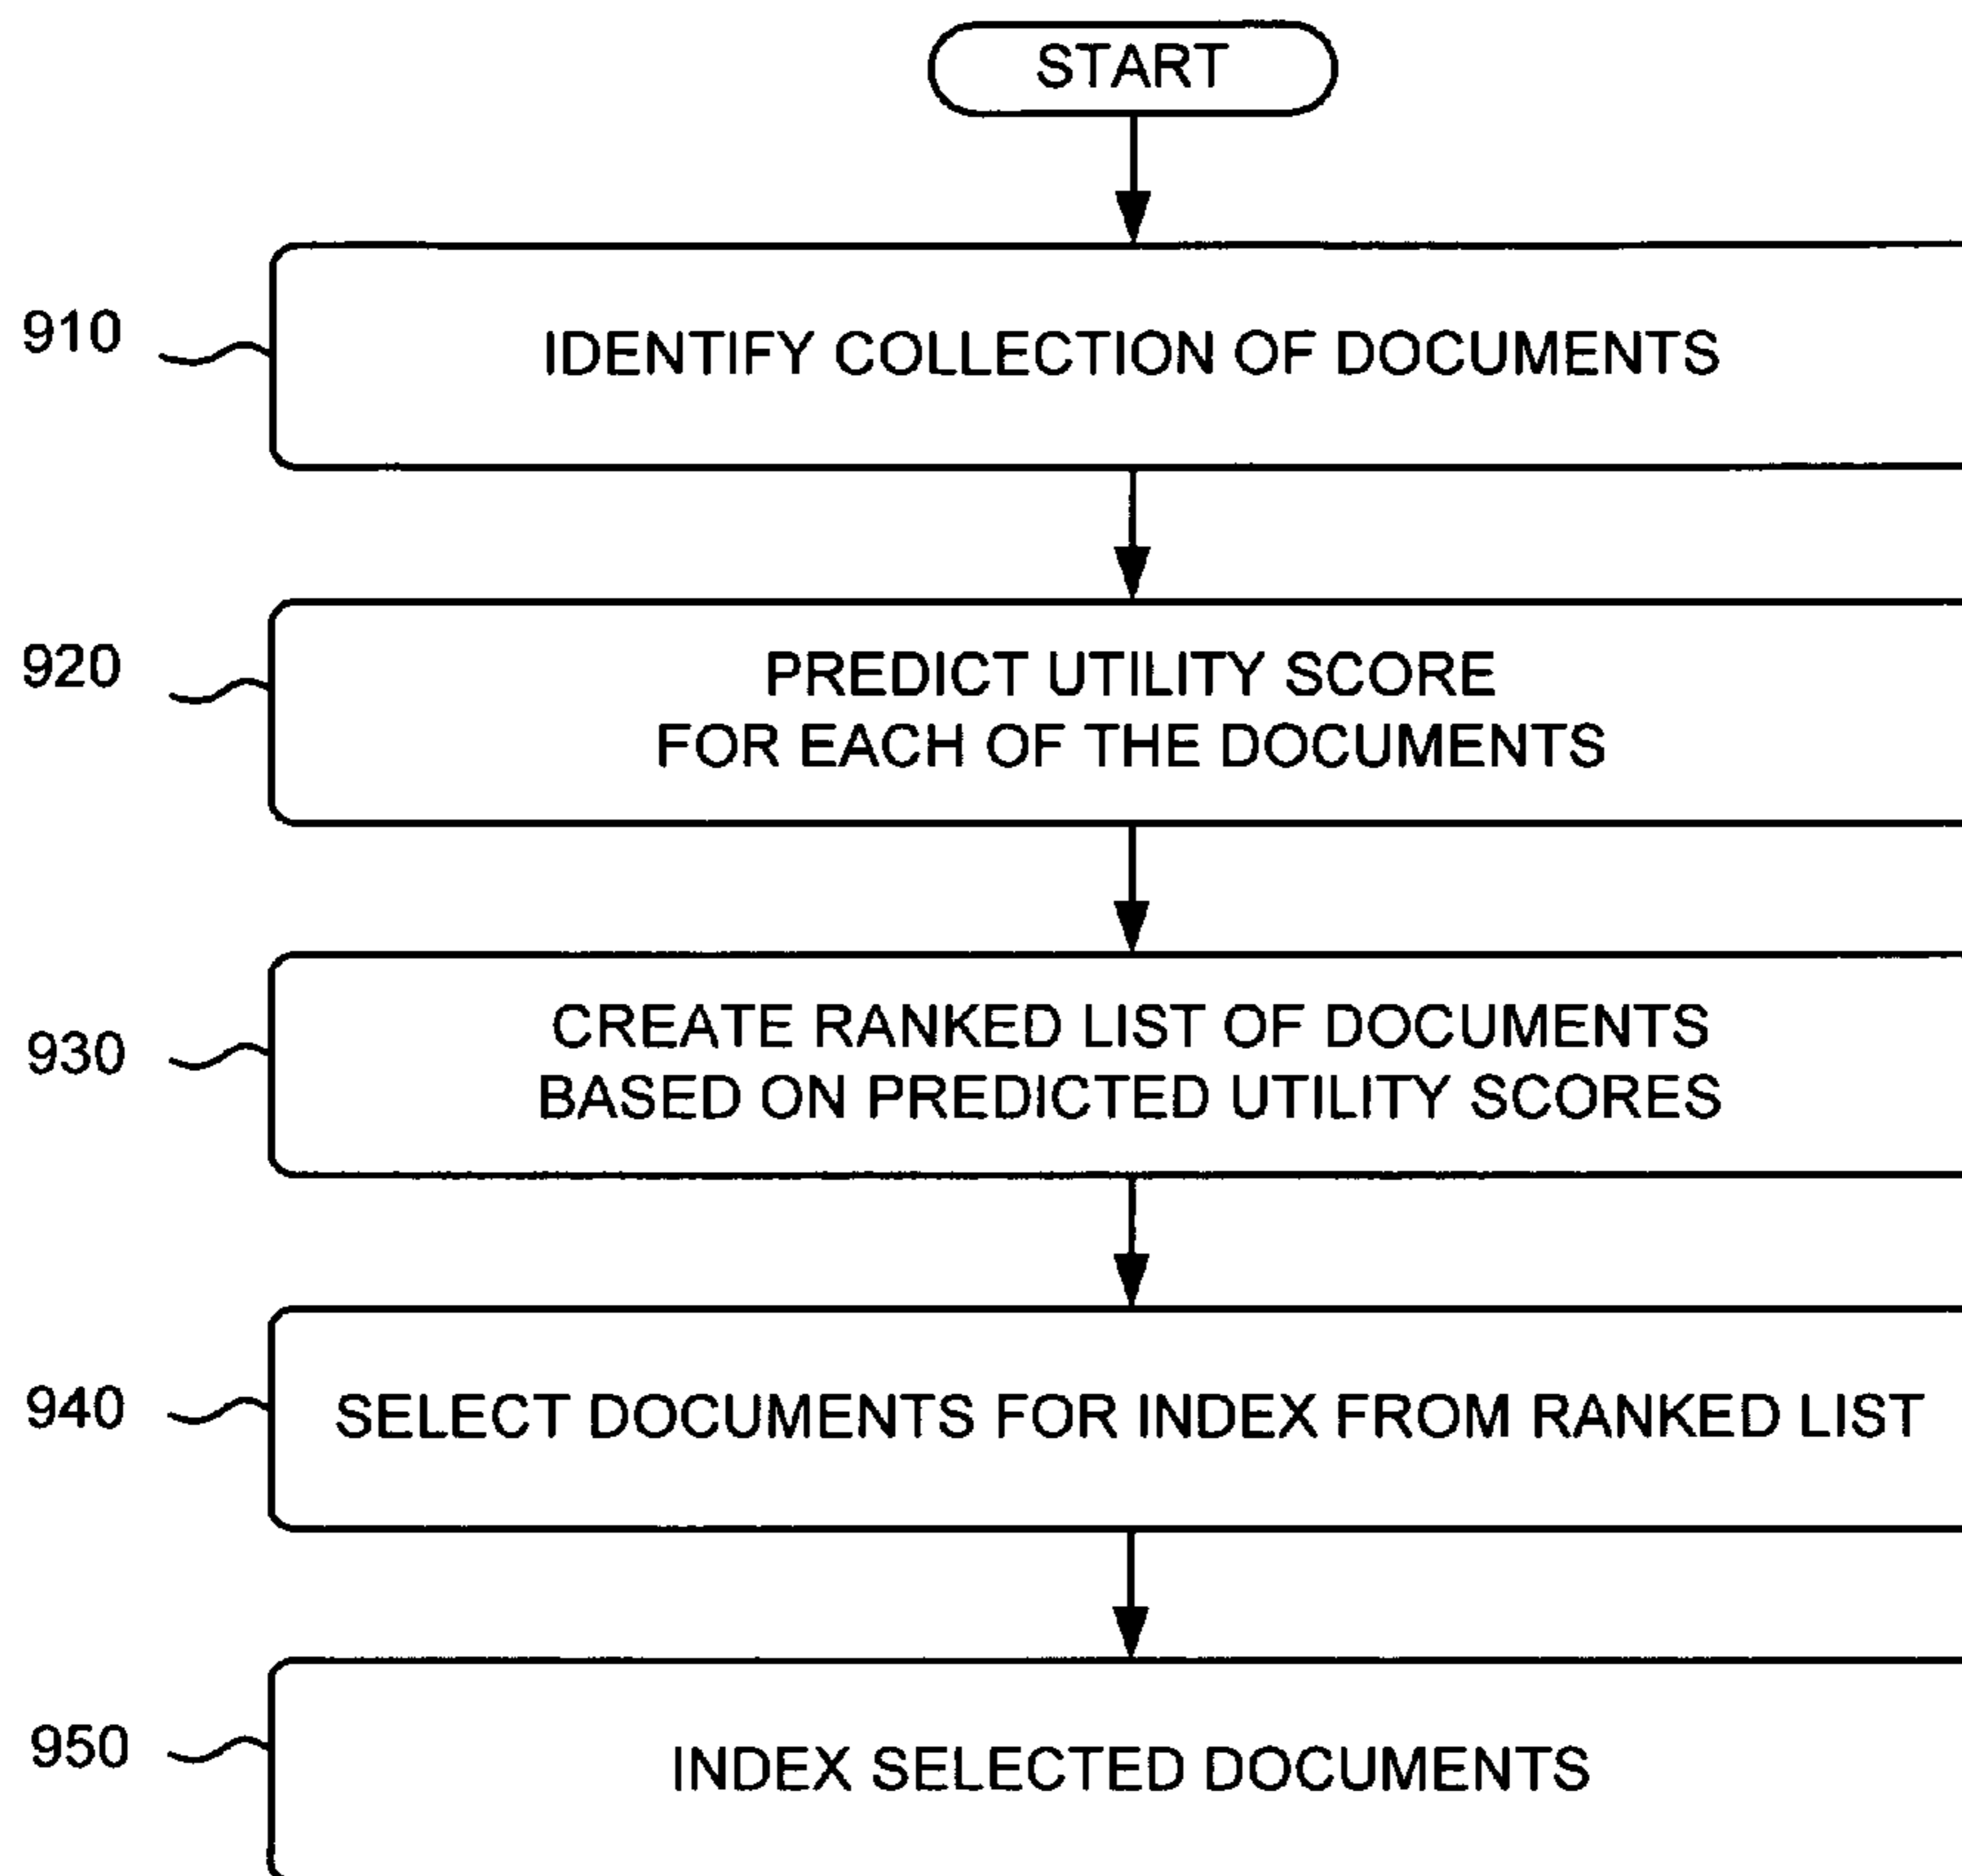 START
910
IDENTIFY COLLECTION OF DOCUMENTS
920
PREDICT UTILITY SCORE
FOR EACH OF THE DOCUMENTS
930
CREATE RANKED LIST OF DOCUMENTS
BASED ON PREDICTED UTILITY SCORES
940
SELECT DOCUMENTS FOR INDEX FROM RANKED LIST
950
INDEX SELECTED DOCUMENTS